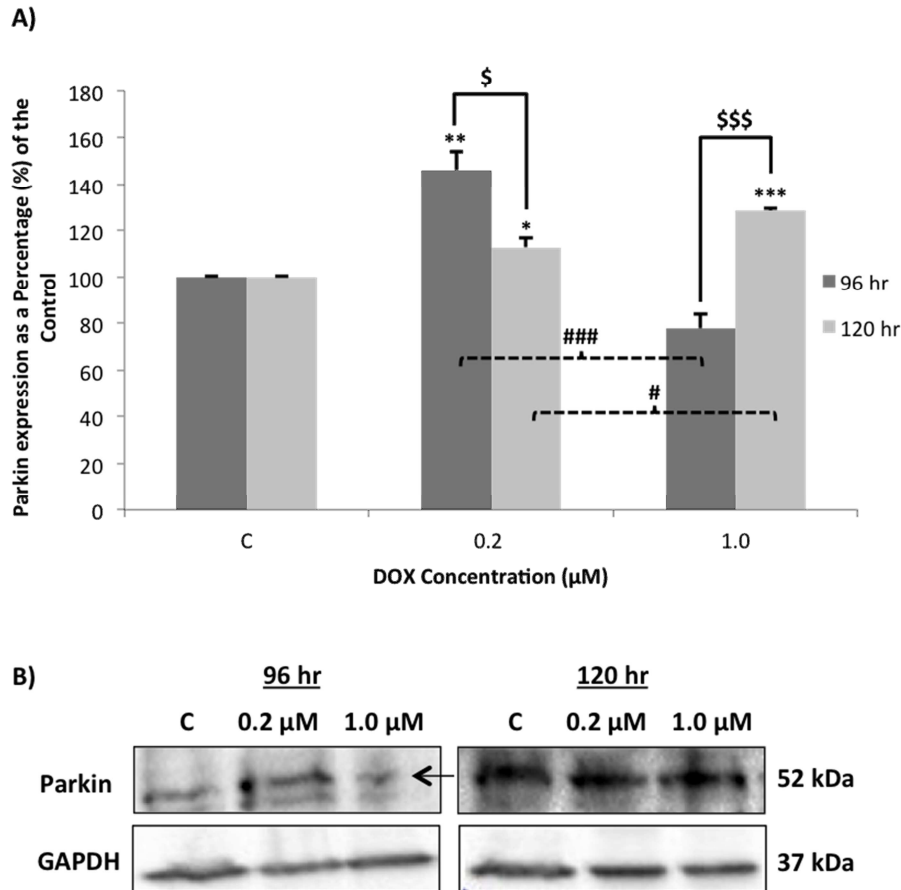 A)
Parkin expression as a Percentage (%) of the
Control
180
160
140
120
100
80
60
40
20
0
$
**
*
$$$
***
###
#
96 hr
120 hr
C
0.2
1.0
DOX Concentration (µM)
B)
96 hr
120 hr
C
0.2 µM
1.0 µM
C
0.2 µM
1.0 µM
Parkin
52 kDa
GAPDH
37 kDa